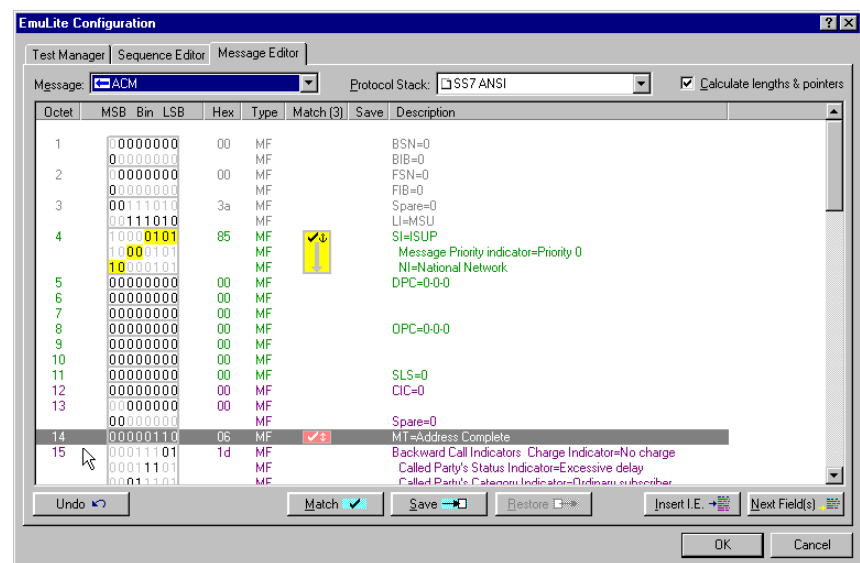 EmuLite Configuration
Test Manager Sequence Editor Message Editor
Message: ACM Protocol Stack: SS7 ANSI Calculate lengths & pointers
Octet MSB Bin LSB Hex Type Match (3) Save Description
1 00000000 00 MF BSN=0
00000000 MF BIB=0
2 00000000 00 MF FSN=0
00000000 MF FIB=0
3 00111010 3a MF Spare=0
00111010 MF LI=MSU
4 10000101 85 MF SI=ISUP
10000101 MF Message Priority indicator=Priority 0
10000101 MF NI=National Network
5 00000000 00 MF DPC=0-0-0
6 00000000 00 MF
7 00000000 00 MF
8 00000000 00 MF OPC=0-0-0
9 00000000 00 MF
10 00000000 00 MF
11 00000000 00 MF SLS=0
12 00000000 00 MF CIC=0
13 00000000 00 MF
00000000 MF Spare=0
14 00000110 06 MF MT=Address Complete
15 00011101 1d MF Backward Call Indicators Charge Indicator=No charge
00011101 MF Called Party's Status Indicator=Excessive delay
00011101 MF Called Party's Category Indicator=Ordinary subscriber
Undo Match Save Restore Insert I.E. Next Field(s)
OK Cancel